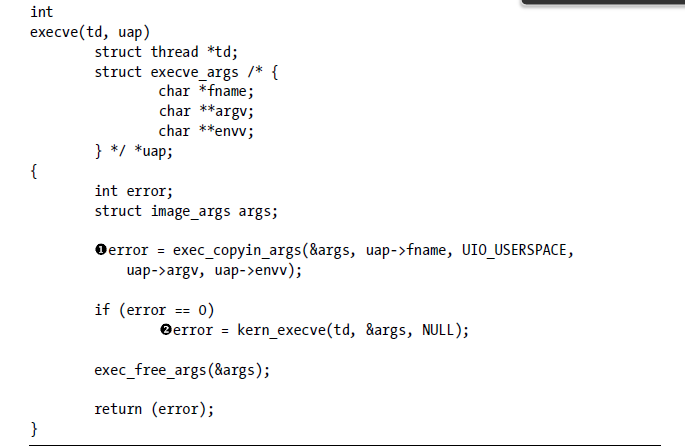 int
execve(td, uap)
        struct thread *td;
        struct execve_args /* {
                char *fname;
                char **argv;
                char **envv;
        } */ *uap;
{
        int error;
        struct image_args args;

        ❶error = exec_copyin_args(&args, uap->fname, UIO_USERSPACE,
            uap->argv, uap->envv);

        if (error == 0)
                ❷error = kern_execve(td, &args, NULL);

        exec_free_args(&args);

        return (error);
}